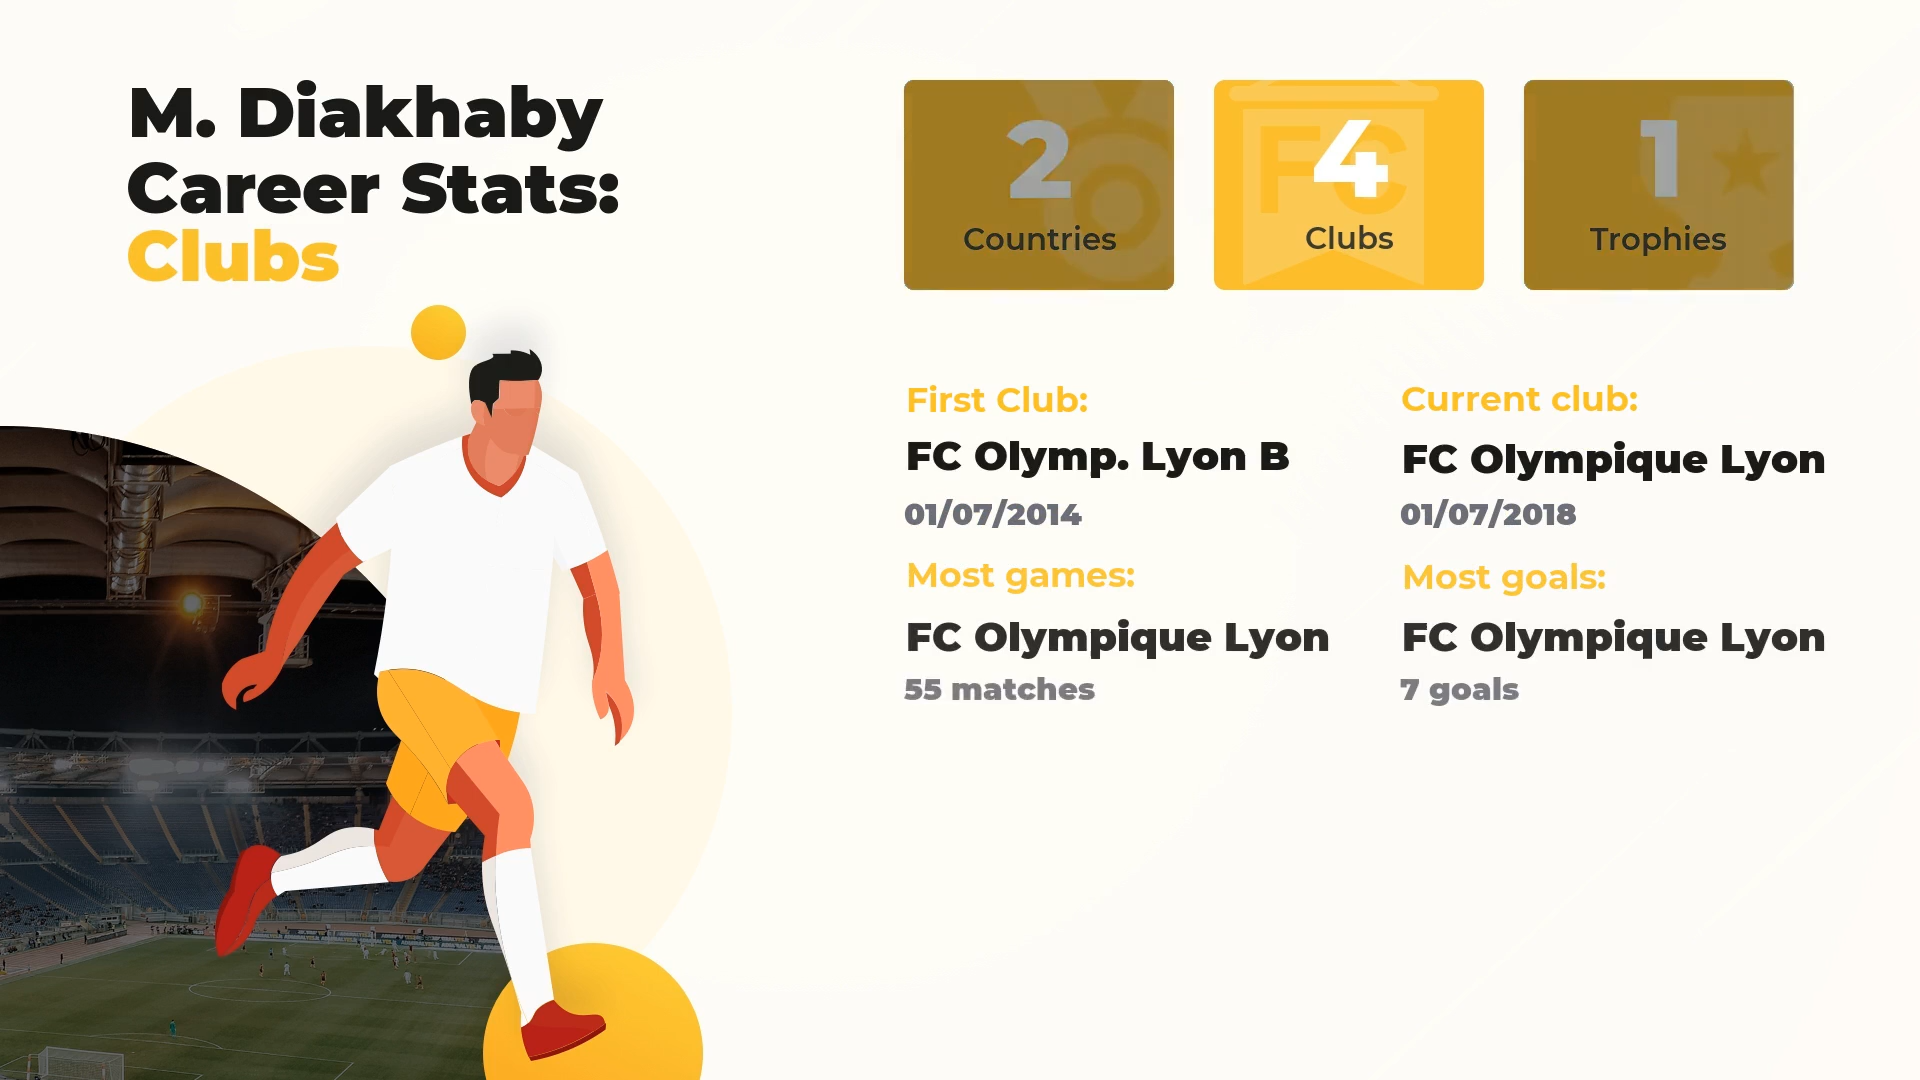 M. Diakhaby
Career Stats:
Clubs
2
Countries
FC
4
Clubs
1
Trophies
First Club:
FC Olymp. Lyon B
01/07/2014
Current club:
FC Olympique Lyon
01/07/2018
Most games:
FC Olympique Lyon
55 matches
Most goals:
FC Olympique Lyon
7 goals